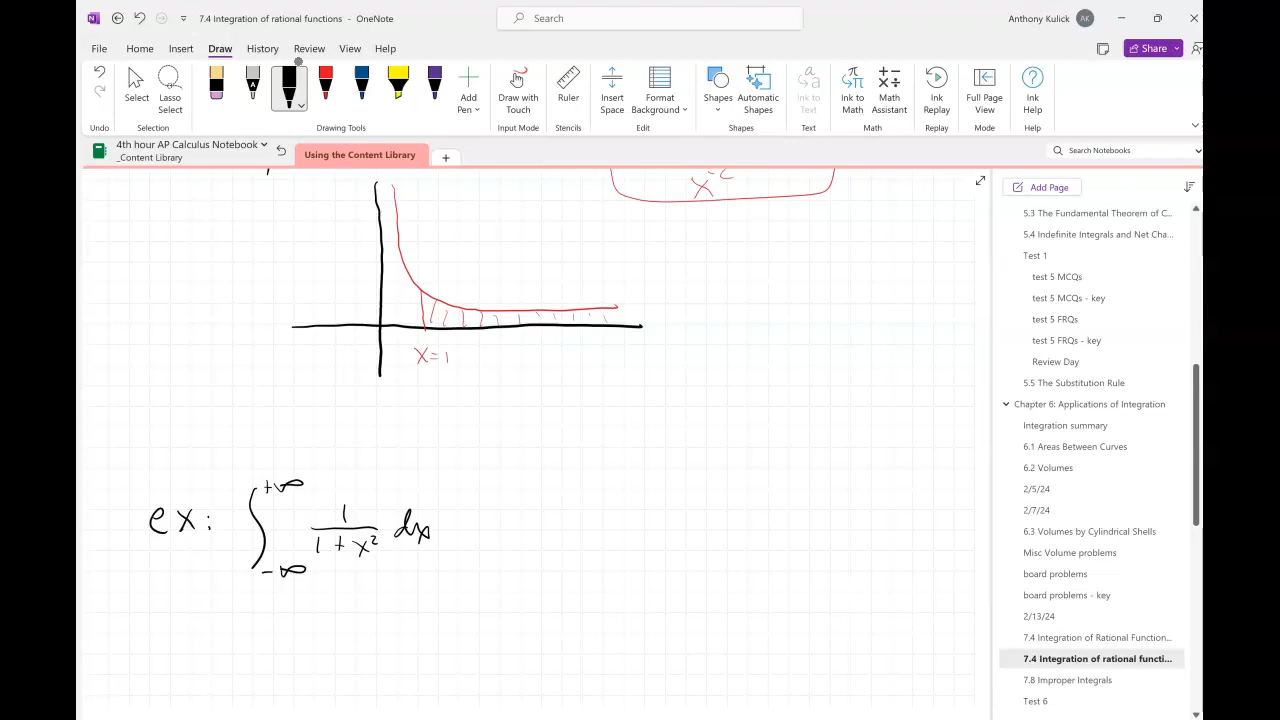 7.4 Integration of rational functions - OneNote
Search
Anthony Kulick
AK
File Home Insert Draw History Review View Help
Share
Undo
Select
Lasso Select
Selection
Drawing Tools
Add Pen
Draw with Touch
Input Mode
Ruler
Stencils
Insert Space
Format Background
Edit
Shapes
Automatic Shapes
Shapes
Ink to Text
Text
Ink to Math
Math Assistant
Math
Ink Replay
Replay
Full Page View
Mode
Ink Help
Help
4th hour AP Calculus Notebook
_Content Library
Using the Content Library
Search Notebooks
Add Page
5.3 The Fundamental Theorem of C...
5.4 Indefinite Integrals and Net Cha...
Test 1
test 5 MCQs
test 5 MCQs - key
test 5 FRQs
test 5 FRQs - key
Review Day
5.5 The Substitution Rule
Chapter 6: Applications of Integration
Integration summary
6.1 Areas Between Curves
6.2 Volumes
2/5/24
2/7/24
6.3 Volumes by Cylindrical Shells
Misc Volume problems
board problems
board problems - key
2/13/24
7.4 Integration of Rational Function...
7.4 Integration of rational functi...
7.8 Improper Integrals
Test 6
x=1
ex: ∫_{-∞}^{+∞} 1/(1+x²) dx